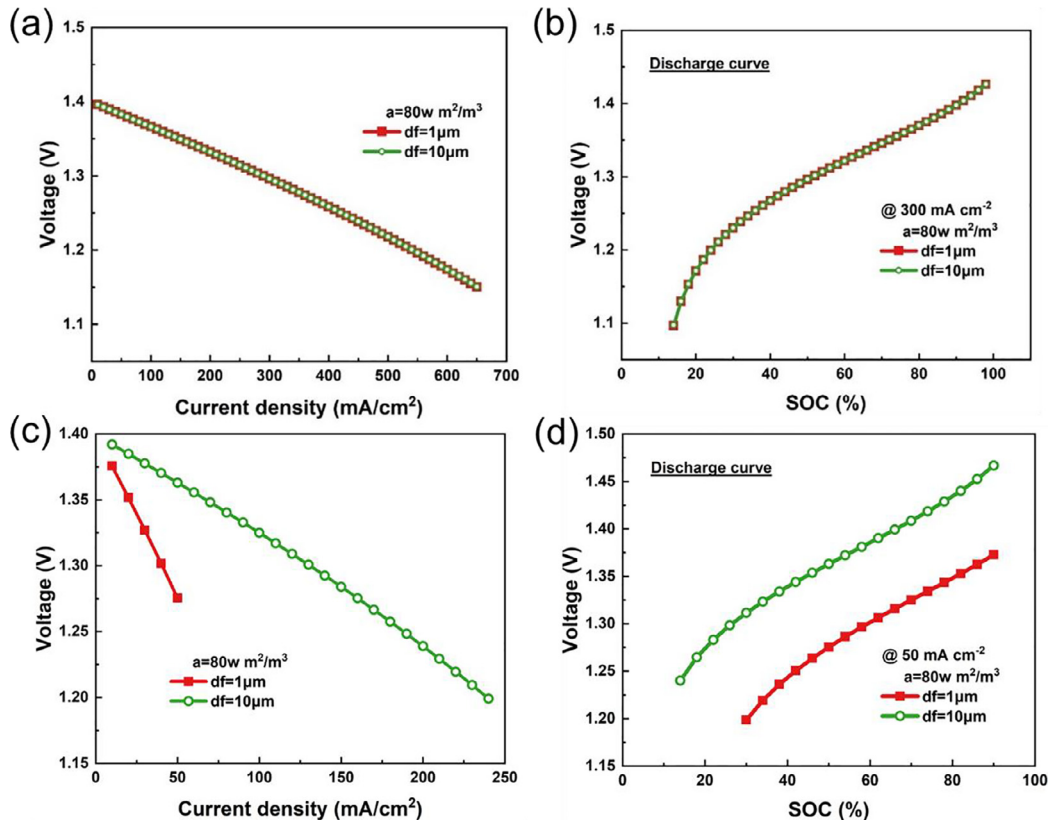 (a)
1.5
1.4
1.3
1.2
1.1
Voltage (V)
a=80w m²/m³
df=1μm
df=10μm
0 100 200 300 400 500 600 700
Current density (mA/cm²)
(b)
1.5
1.4
1.3
1.2
1.1
Voltage (V)
Discharge curve
@ 300 mA cm⁻²
a=80w m²/m³
df=1μm
df=10μm
0 20 40 60 80 100
SOC (%)
(c)
1.40
1.35
1.30
1.25
1.20
1.15
Voltage (V)
a=80w m²/m³
df=1μm
df=10μm
0 50 100 150 200 250
Current density (mA/cm²)
(d)
1.50
1.45
1.40
1.35
1.30
1.25
1.20
1.15
Voltage (V)
Discharge curve
@ 50 mA cm⁻²
a=80w m²/m³
df=1μm
df=10μm
0 20 40 60 80 100
SOC (%)